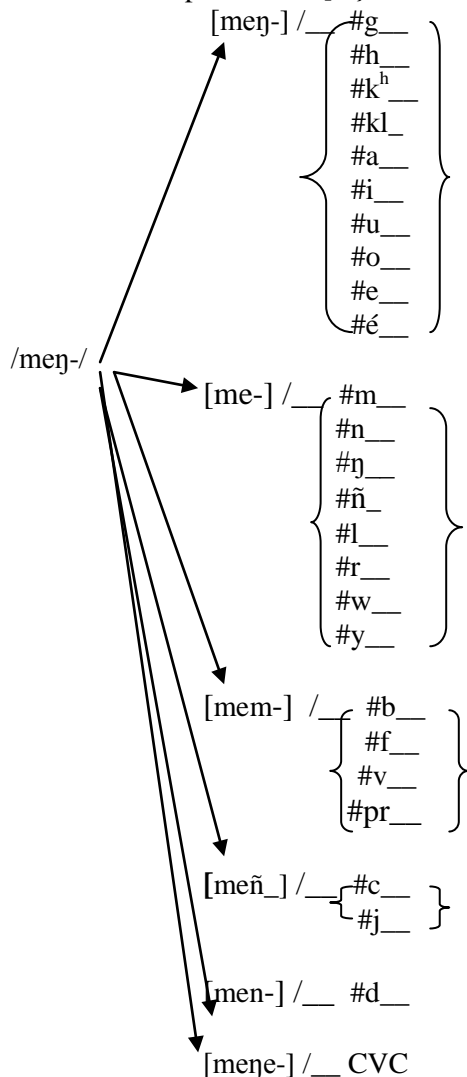 [meŋ-] /__ #g__
#h__
#kʰ__
#kl_
#a__
#i__
#u__
#o__
#e__
#é__
/meŋ-/
[me-] /__ #m__
#n__
#ŋ__
#ñ_
#l__
#r__
#w__
#y__
[mem-] /__ #b__
#f__
#v__
#pr__
[meñ_] /__ #c__
#j__
[men-] /__ #d__
[meŋe-] /__ CVC